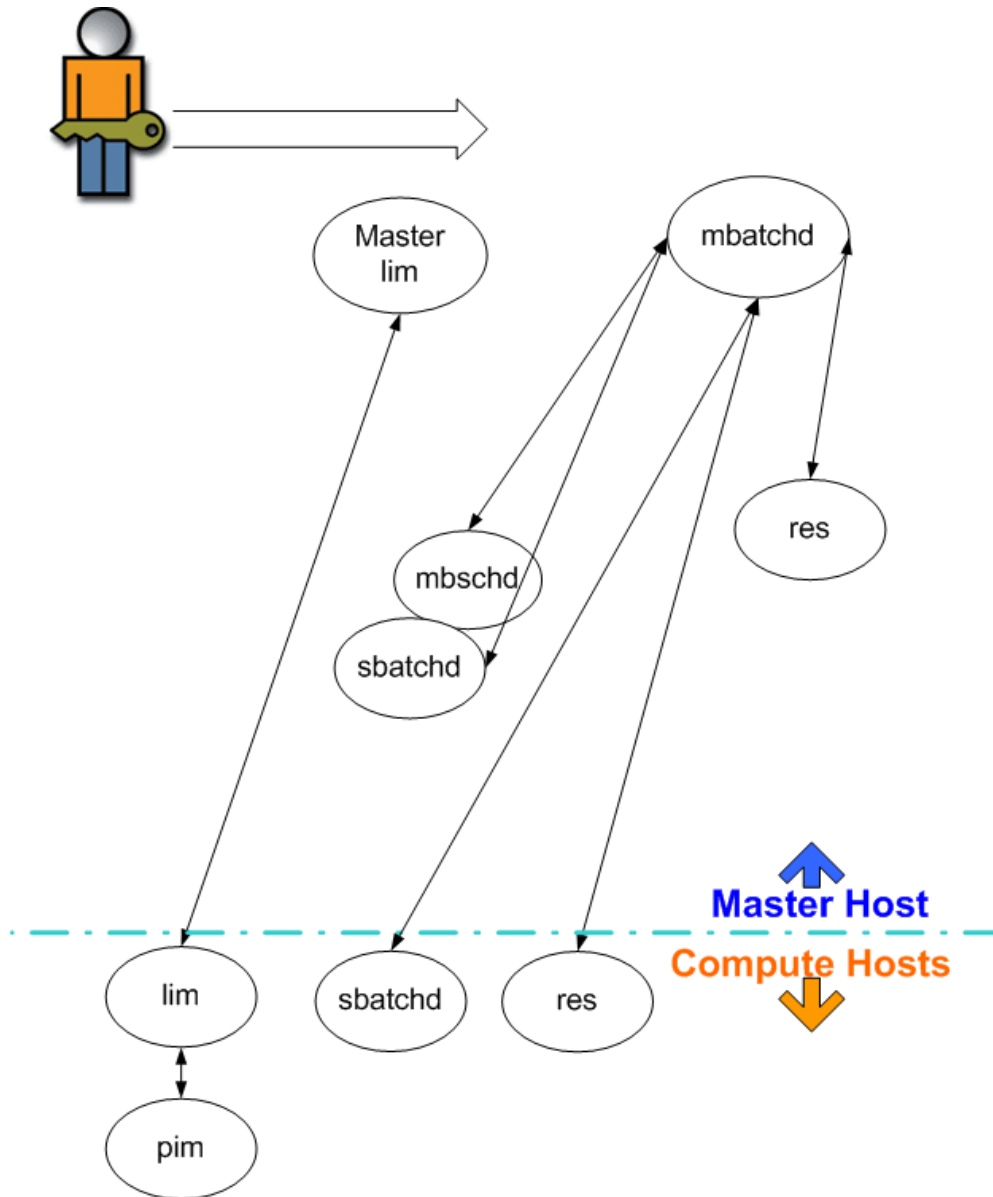 Master
lim
mbatchd
res
mbschd
sbatchd
Master Host
Compute Hosts
lim
sbatchd
res
pim